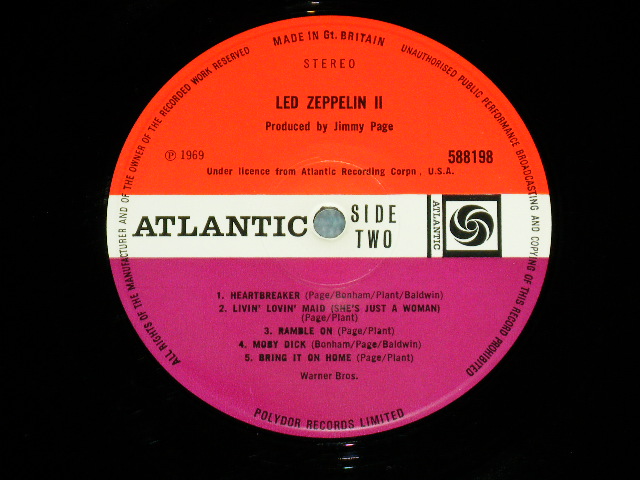 MADE IN Gt. BRITAIN
ALL RIGHTS OF THE MANUFACTURER AND OF THE OWNER OF THE RECORDED WORK RESERVED
UNAUTHORISED PUBLIC PERFORMANCE BROADCASTING AND COPYING OF THIS RECORD PROHIBITED
STEREO
LED ZEPPELIN II
Produced by Jimmy Page
℗ 1969
588198
Under licence from Atlantic Recording Corpn, U.S.A.
ATLANTIC
SIDE
TWO
ATLANTIC
1. HEARTBREAKER (Page/Bonham/Plant/Baldwin)
2. LIVIN' LOVIN' MAID (SHE'S JUST A WOMAN)
(Page/Plant)
3. RAMBLE ON (Page/Plant)
4. MOBY DICK (Bonham/Page/Baldwin)
5. BRING IT ON HOME (Page/Plant)
Warner Bros.
POLYDOR RECORDS LIMITED